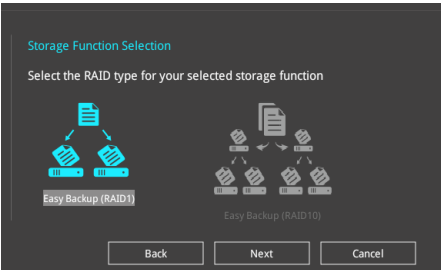 Storage Function Selection
Select the RAID type for your selected storage function
Easy Backup (RAID1)
Easy Backup (RAID10)
Back
Next
Cancel